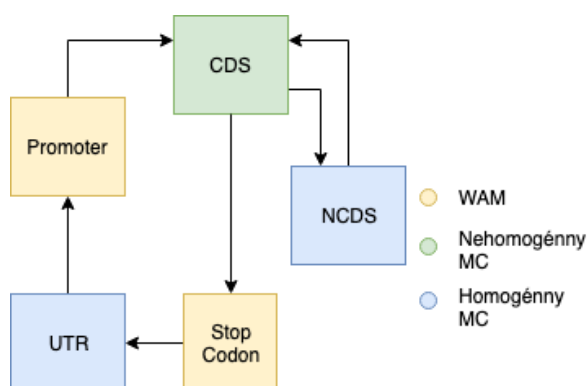 CDS
Promoter
NCDS
UTR
Stop
Codon
WAM
Nehomogénny
MC
Homogénny
MC